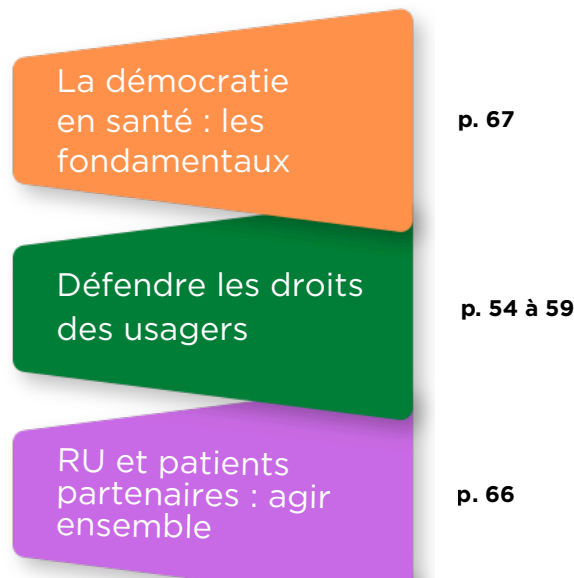 La démocratie
en santé : les
fondamentaux
p. 67
Défendre les droits
des usagers
p. 54 à 59
RU et patients
partenaires : agir
ensemble
p. 66